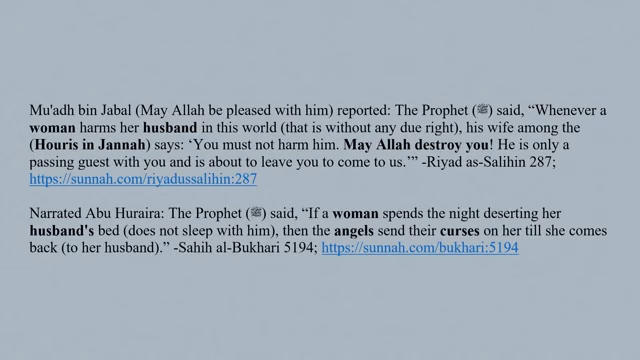 Mu'adh bin Jabal (May Allah be pleased with him) reported: The Prophet (ﷺ) said, “Whenever a
woman harms her husband in this world (that is without any due right), his wife among the
(Houris in Jannah) says: ‘You must not harm him. May Allah destroy you! He is only a
passing guest with you and is about to leave you to come to us.’” -Riyad as-Salihin 287;
https://sunnah.com/riyadussalihin:287
Narrated Abu Huraira: The Prophet (ﷺ) said, “If a woman spends the night deserting her
husband's bed (does not sleep with him), then the angels send their curses on her till she comes
back (to her husband).” -Sahih al-Bukhari 5194; https://sunnah.com/bukhari:5194